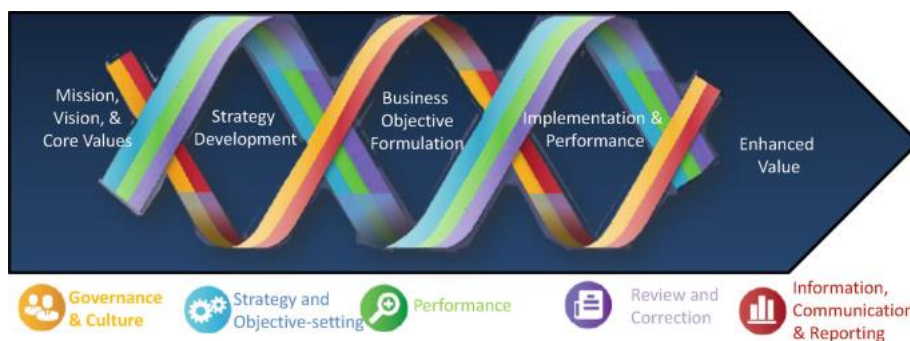 Mission,
Vision, &
Core Values
Strategy
Development
Business
Objective
Formulation
Implementation &
Performance
Enhanced
Value
Governance
& Culture
Strategy and
Objective-setting
Performance
Review and
Correction
Information,
Communication
& Reporting